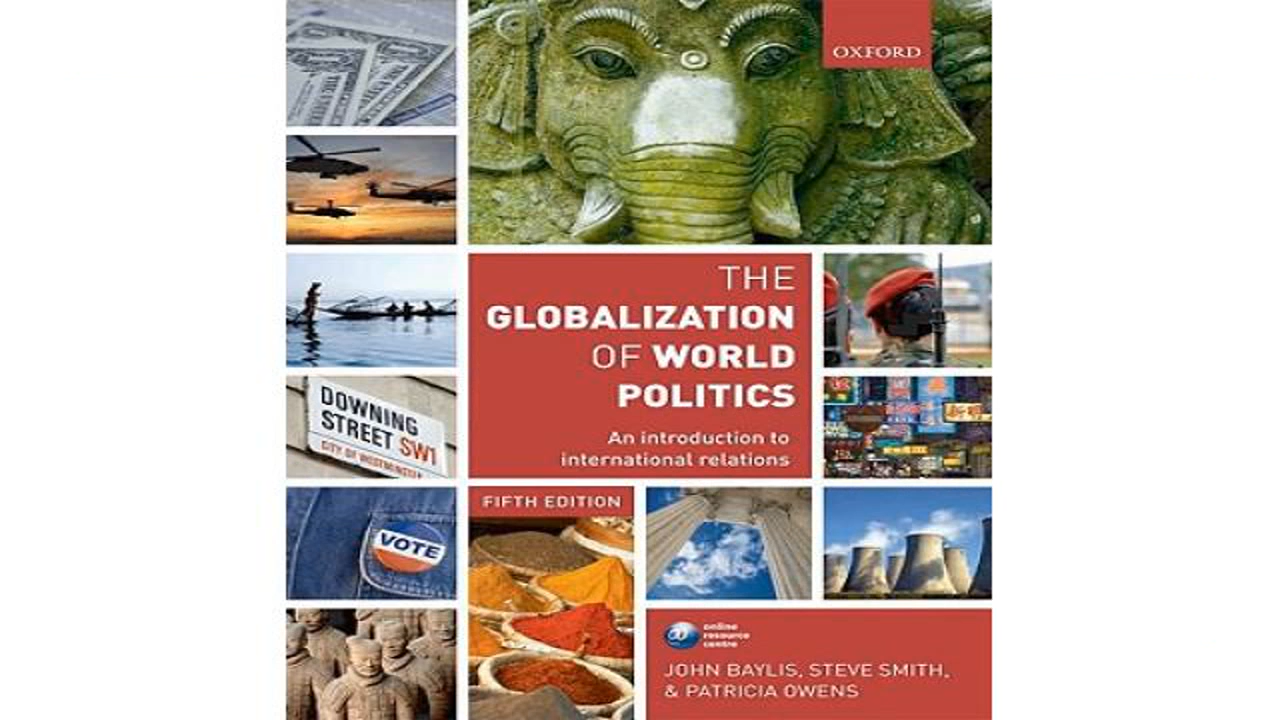 OXFORD
THE
GLOBALIZATION
OF WORLD
POLITICS
An introduction to
international relations
DOWNING
STREET SW1
CITY OF WESTMINSTER
FIFTH EDITION
VOTE
online
resource
centre
JOHN BAYLIS, STEVE SMITH,
& PATRICIA OWENS